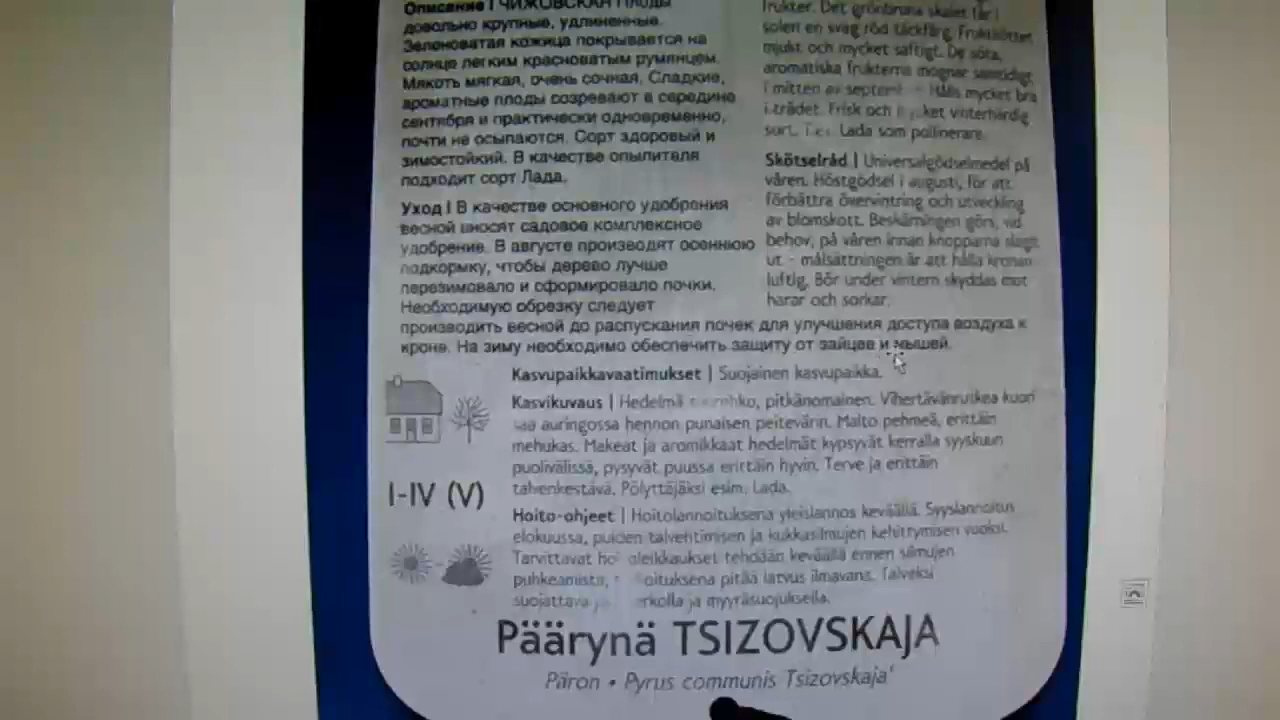 Описание | ЧИЖОВСКАЯ Плоды
довольно крупные, удлиненные.
Зеленоватая кожица покрывается на
солнце легким красноватым румянцем.
Мякоть мягкая, очень сочная. Сладкие,
ароматные плоды созревают в середине
сентября и практически одновременно,
почти не осыпаются. Сорт здоровый и
зимостойкий. В качестве опылителя
подходит сорт Лада.
Уход | В качестве основного удобрения
весной вносят садовое комплексное
удобрение. В августе производят осеннюю
подкормку, чтобы дерево лучше
перезимовало и сформировало почки.
Необходимую обрезку следует
производить весной до распускания почек для улучшения доступа воздуха к
кроне. На зиму необходимо обеспечить защиту от зайцев и мышей.
frukter. Det grönbruna skalet får i
solen en svag röd täckfärg. Fruktköttet
mjukt och mycket saftigt. De söta,
aromatiska frukterna mognar samtidigt
i mitten av Hålls mycket bra
i trädet. Frisk och vinterhärdig
sort. Lada som pollinerare.
Skötselråd | Universalgödselmedel på
våren. Höstgödsel i augusti, för att
förbättra övervintring och utveckling
av blomskott. Beskärningen görs, vid
behov, på våren innan knopparna slagit
ut - målsättningen är att hålla kronan
luftig. Bör under vintern skyddas mot
harar och sorkar.
Kasvupaikkavaatimukset | Suojainen kasvupaikka.
Kasvikuvaus | Hedelmä pitkänomainen. Vihertävänruskea kuori
saa auringossa hennon punaisen peitevärin. Malto pehmeä, erittäin
mehukas. Makeat ja aromikkaat hedelmät kypsyvät kerralla syyskuun
puolivälissä, pysyvät puussa erittäin hyvin. Terve ja erittäin
talvenkestävä. Pölyttäjäksi esim. Lada.
I-IV (V)
Hoito-ohjeet | Hoitolannoituksena yleislannos keväällä. Syyslannoitus
elokuussa, puiden talvehtimisen ja kukkasilmujen kehittymisen vuoksi.
Tarvittavat tehdään keväällä ennen silmujen
puhkeamista, pitää latvus ilmavana. Talveksi
suojattava ja myyräsuojuksella.
Päärynä TSIZOVSKAJA
Päron • Pyrus communis Tsizovskaja'